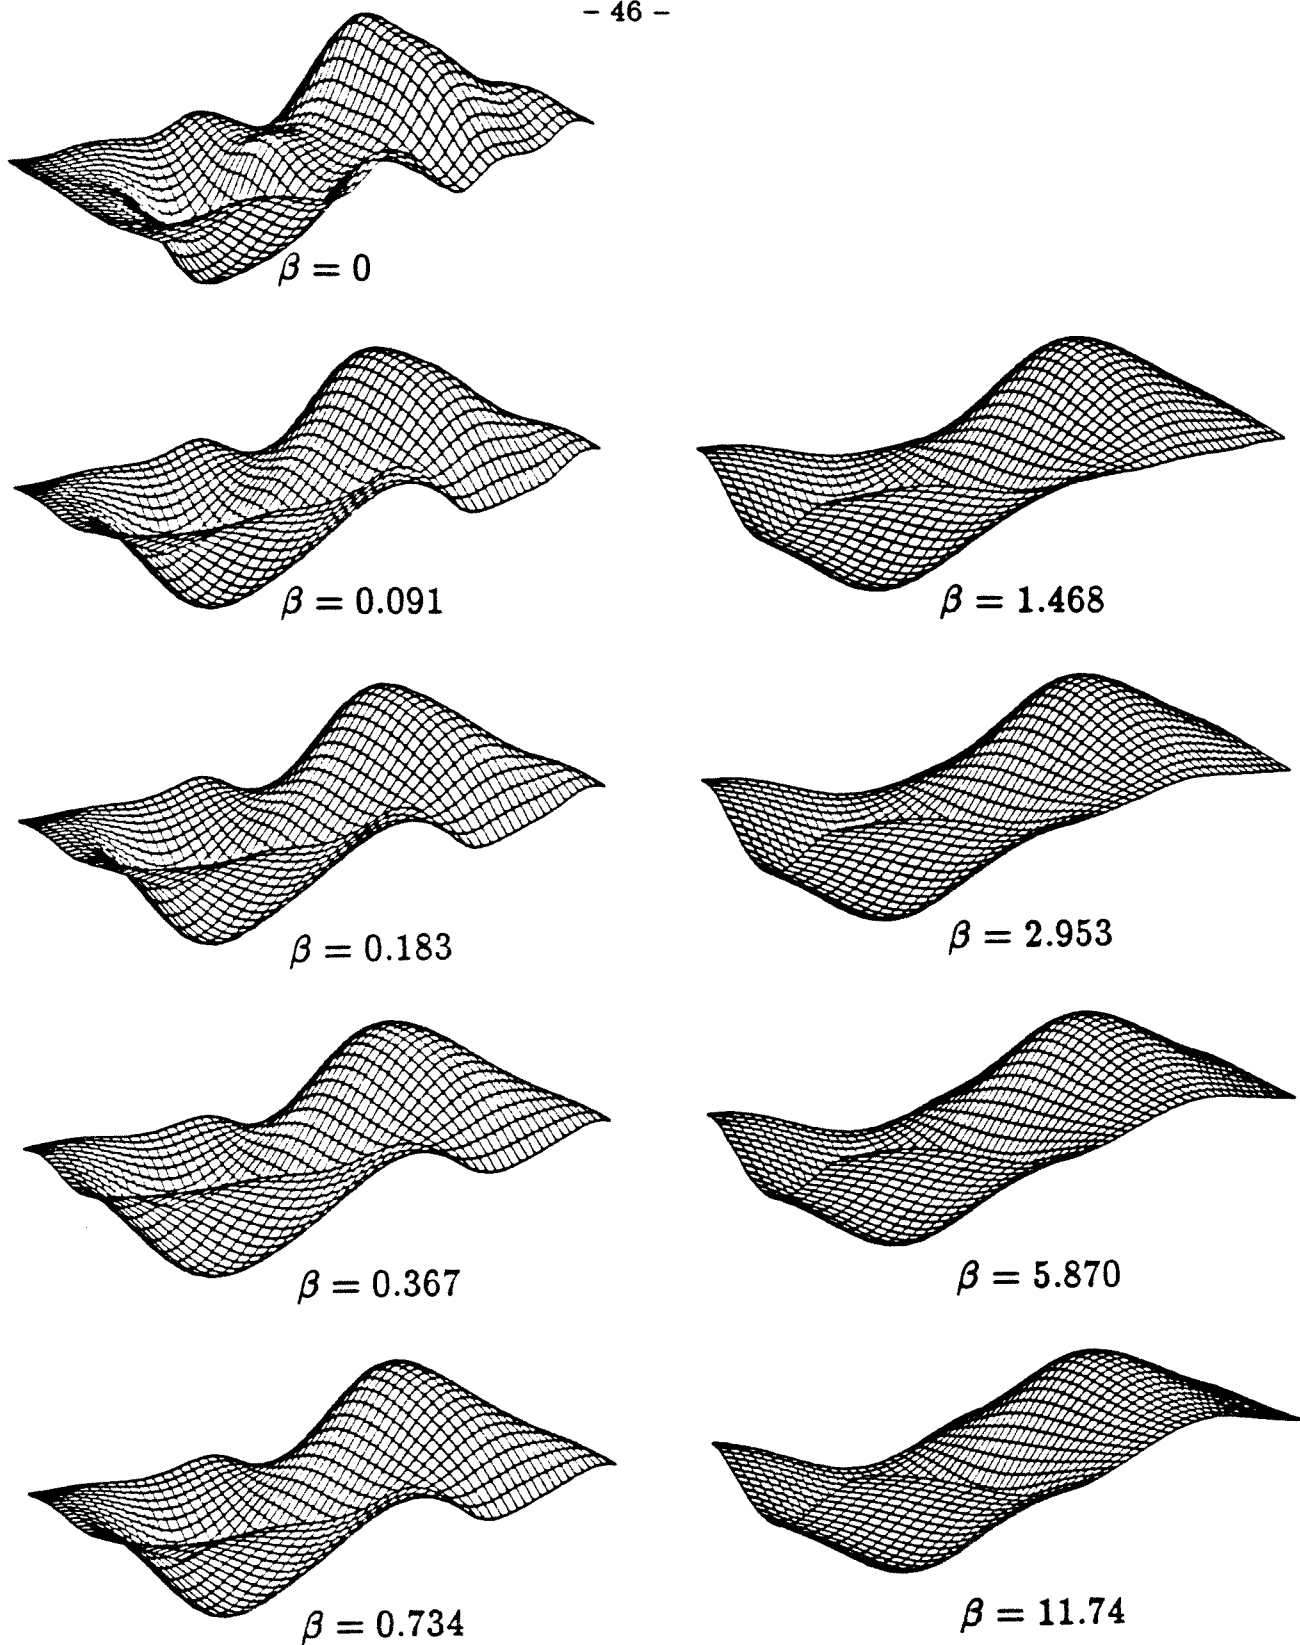 – 46 –
β = 0
β = 0.091
β = 0.183
β = 0.367
β = 0.734
β = 1.468
β = 2.953
β = 5.870
β = 11.74